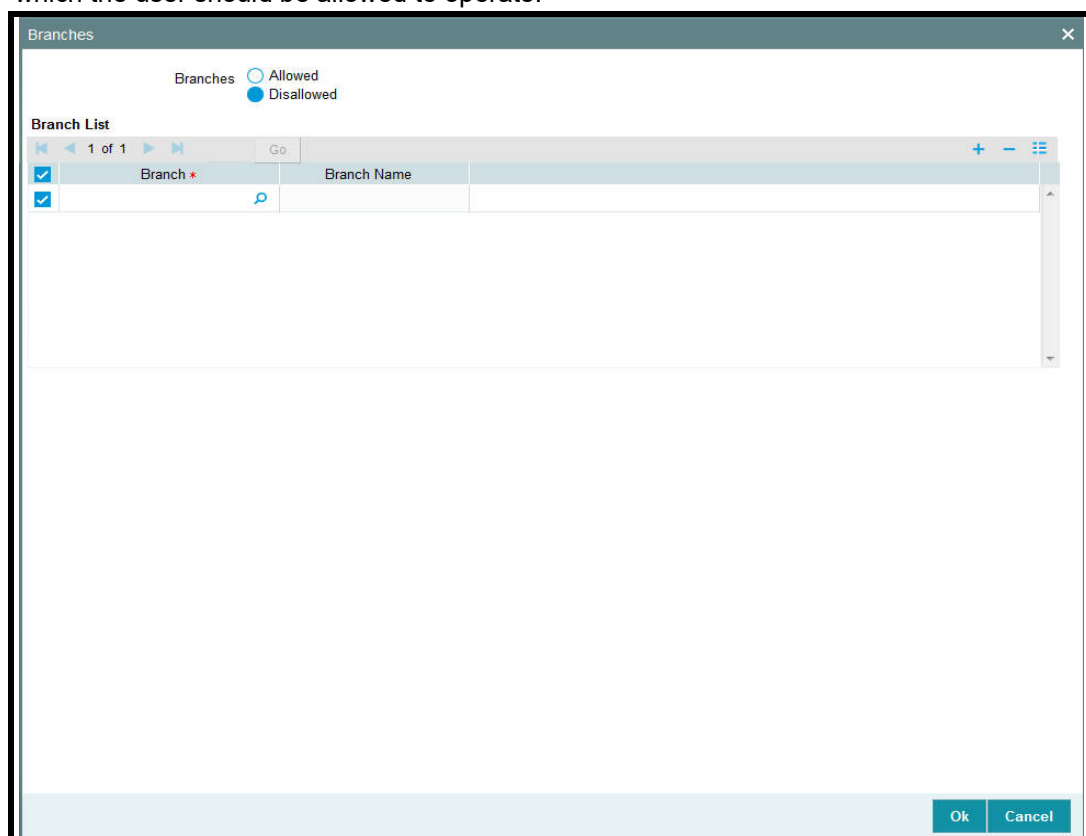 which the user should be allowed to operate.
Branches
Branches Allowed
Disallowed
Branch List
1 of 1 Go
Branch * Branch Name
Ok Cancel